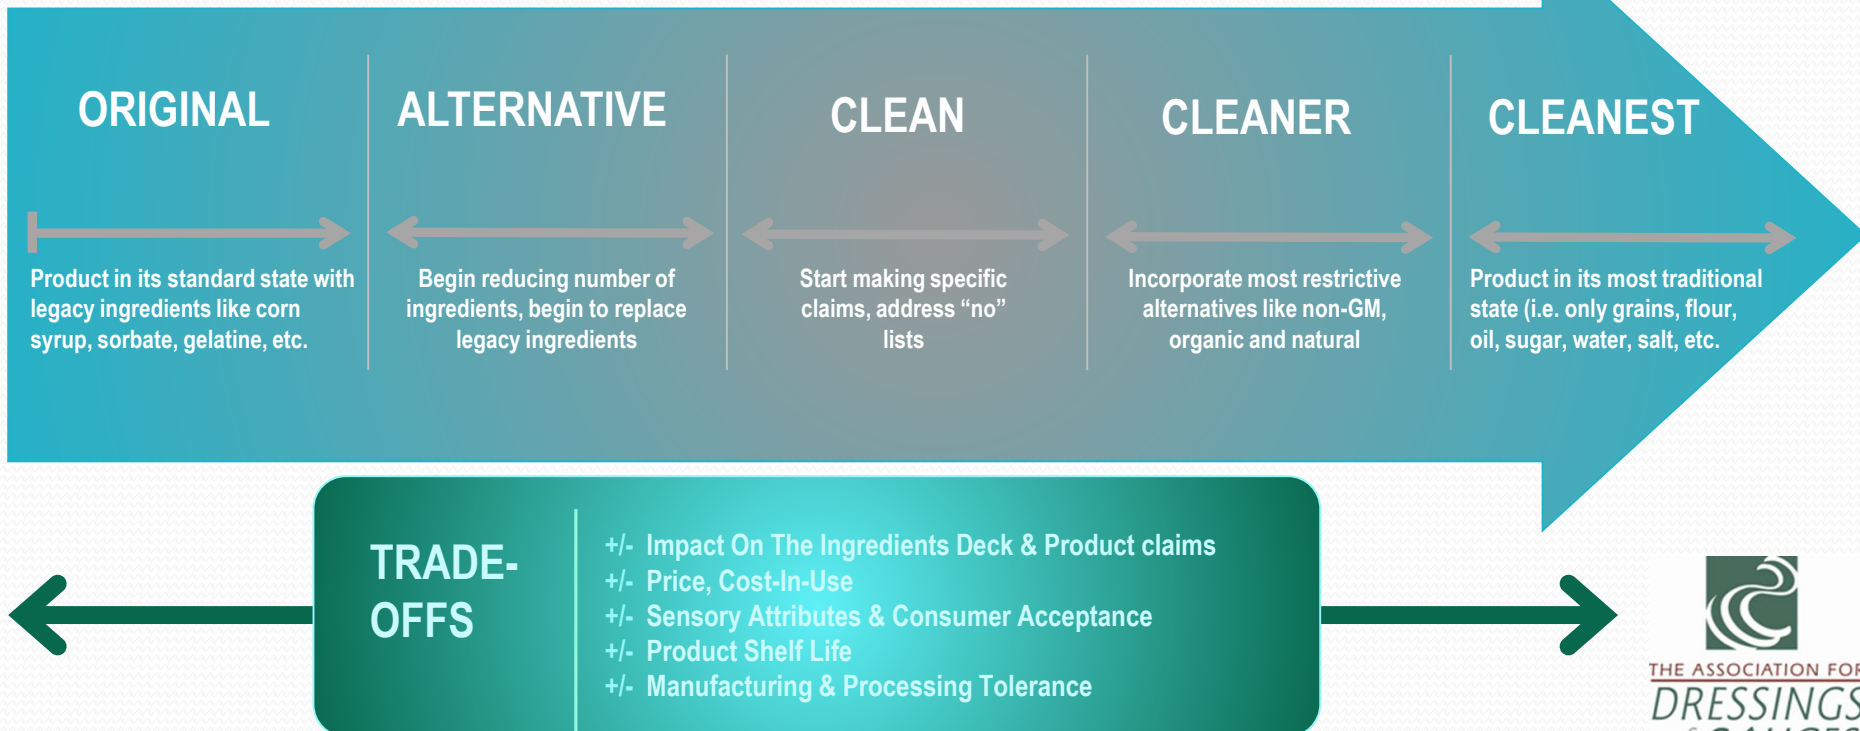 ORIGINAL
ALTERNATIVE
CLEAN
CLEANER
CLEANEST
Product in its standard state with
legacy ingredients like corn
syrup, sorbate, gelatine, etc.
Begin reducing number of
ingredients, begin to replace
legacy ingredients
Start making specific
claims, address “no”
lists
Incorporate most restrictive
alternatives like non-GM,
organic and natural
Product in its most traditional
state (i.e. only grains, flour,
oil, sugar, water, salt, etc.
TRADE-
OFFS
+/- Impact On The Ingredients Deck & Product claims
+/- Price, Cost-In-Use
+/- Sensory Attributes & Consumer Acceptance
+/- Product Shelf Life
+/- Manufacturing & Processing Tolerance
THE ASSOCIATION FOR
DRESSINGS
& SAUCES